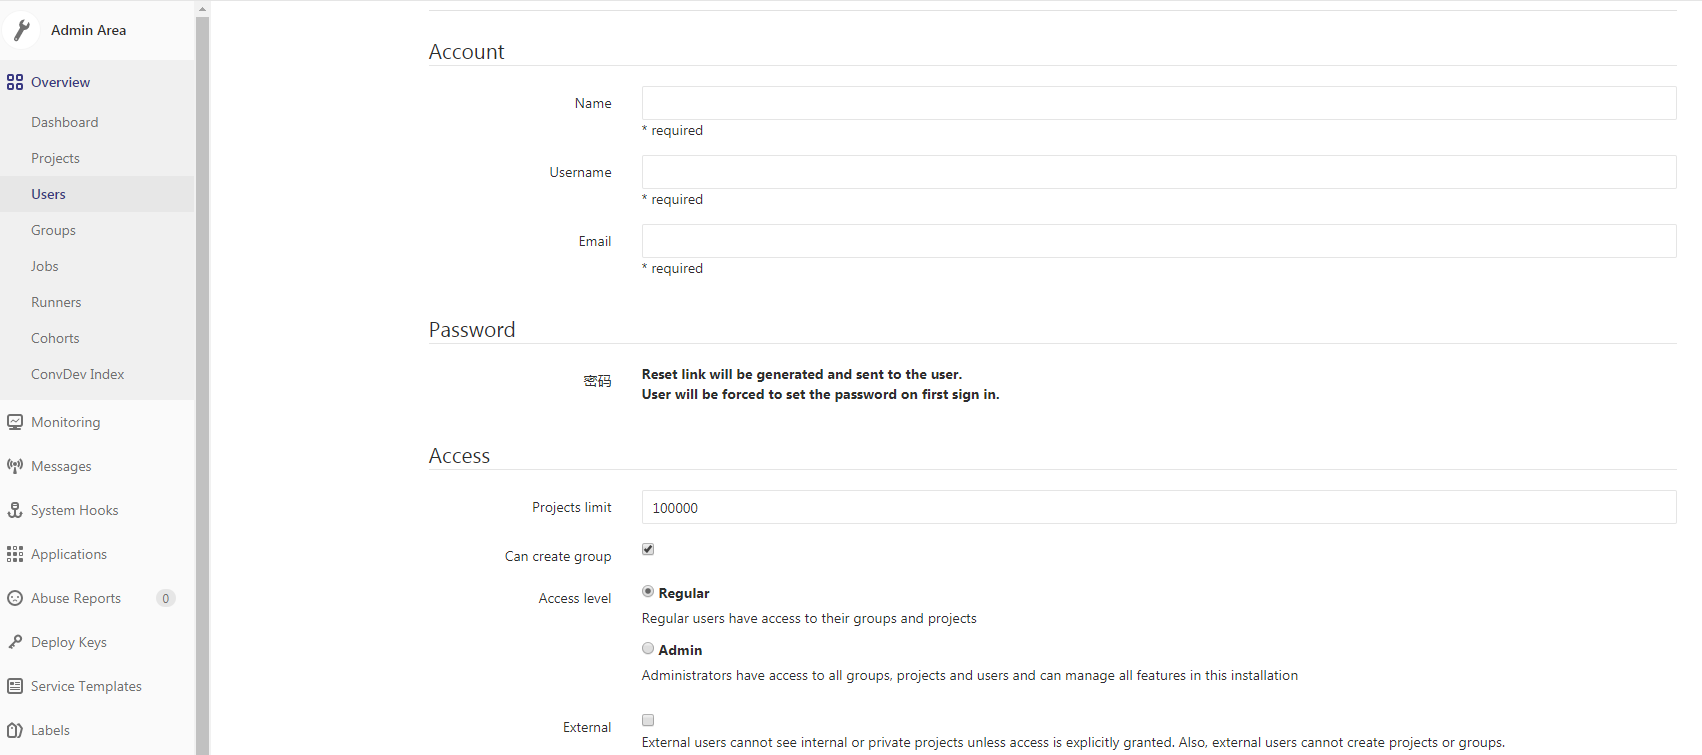 Admin Area
Overview
Dashboard
Projects
Users
Groups
Jobs
Runners
Cohorts
ConvDev Index
Monitoring
Messages
System Hooks
Applications
Abuse Reports 0
Deploy Keys
Service Templates
Labels
Account
Name
* required
Username
* required
Email
* required
Password
密码
Reset link will be generated and sent to the user.
User will be forced to set the password on first sign in.
Access
Projects limit 100000
Can create group
Access level
Regular
Regular users have access to their groups and projects
Admin
Administrators have access to all groups, projects and users and can manage all features in this installation
External
External users cannot see internal or private projects unless access is explicitly granted. Also, external users cannot create projects or groups.